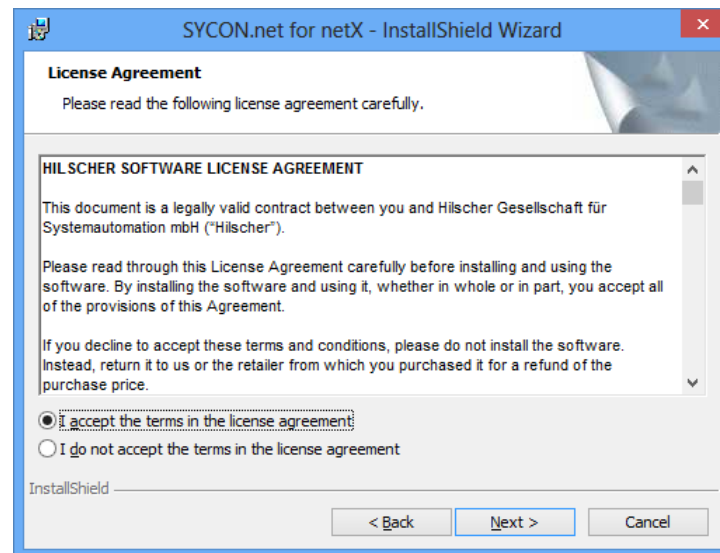 SYCON.net for netX - InstallShield Wizard
License Agreement
Please read the following license agreement carefully.
HILSCHER SOFTWARE LICENSE AGREEMENT
This document is a legally valid contract between you and Hilscher Gesellschaft für
Systemautomation mbH (“Hilscher”).
Please read through this License Agreement carefully before installing and using the
software. By installing the software and using it, whether in whole or in part, you accept all
of the provisions of this Agreement.
If you decline to accept these terms and conditions, please do not install the software.
Instead, return it to us or the retailer from which you purchased it for a refund of the
purchase price.
I accept the terms in the license agreement
I do not accept the terms in the license agreement
InstallShield
< Back Next > Cancel